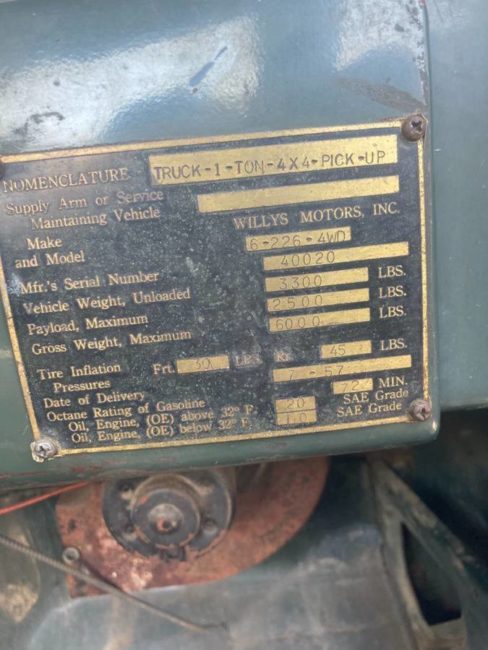 NOMENCLATURE TRUCK-1-TON-4X4-PICK-UP
Supply Arm or Service
Maintaining Vehicle
Make WILLYS MOTORS, INC.
and Model 6-226-4WD
Mfr.'s Serial Number 40020
Vehicle Weight, Unloaded 3300 LBS.
Payload, Maximum 2500 LBS.
Gross Weight, Maximum 6000 LBS.
Tire Inflation Pressures Frt. 30 LBS. Rr. 45 LBS.
Date of Delivery 7-57
Octane Rating of Gasoline 72 MIN.
Oil, Engine, (OE) above 32° F. 20 SAE Grade
Oil, Engine, (OE) below 32° F. 10 SAE Grade